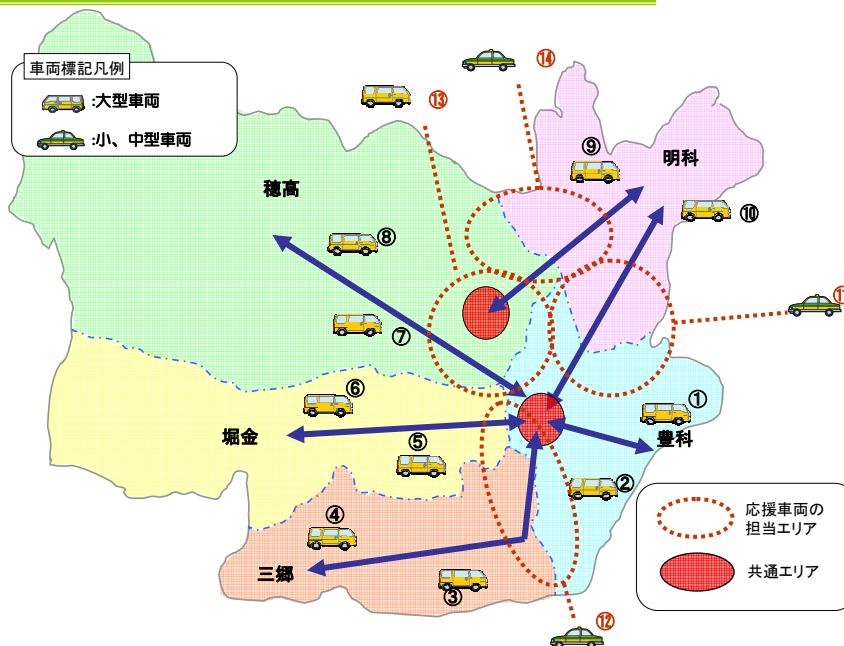 車両標記凡例
:大型車両
:小、中型車両
⑬
⑭
⑨
明科
⑩
穂高
⑧
⑦
⑪
⑥
堀金
⑤
①
豊科
②
④
三郷
③
⑫
応援車両の
担当エリア
共通エリア